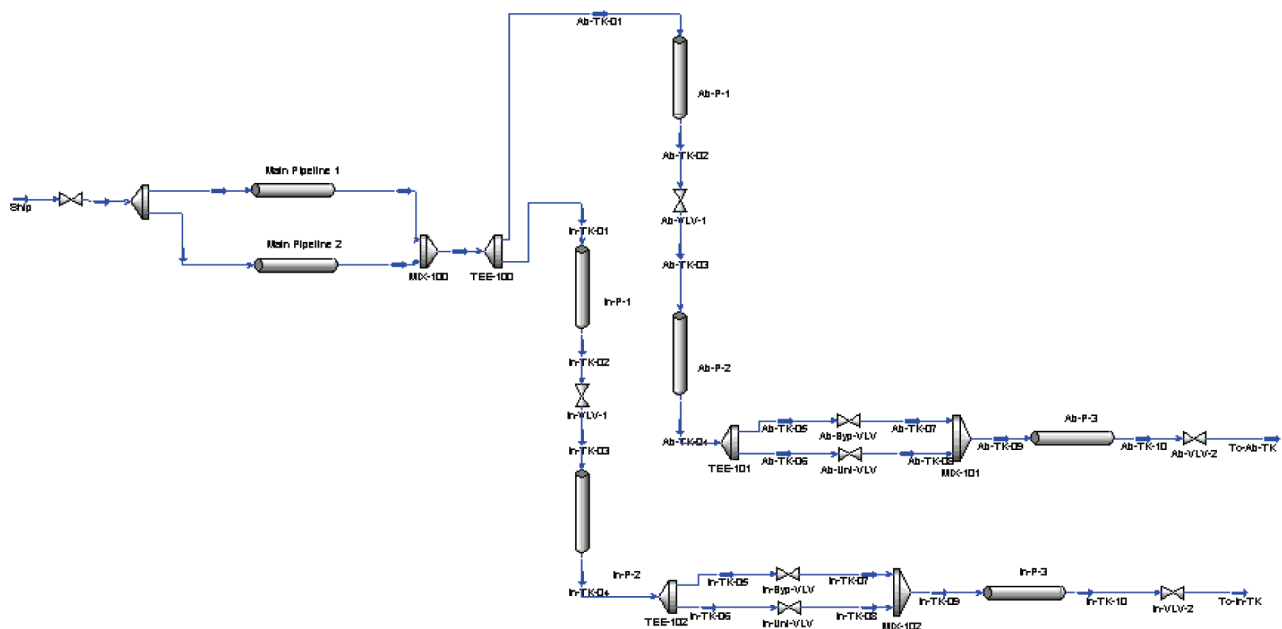 Ab-TK-01
Ab-P-1
Ab-TK-02
Main Pipeline 1
Ship
Ab-VLV-1
In-TK-01
Main Pipeline 2
Ab-TK-03
MIX-100
TEE-100
In-P-1
In-TK-02
Ab-P-2
In-VLV-1
Ab-P-3
Ab-TK-04
Ab-TK-05
Ab-Byp-VLV
Ab-TK-07
Ab-TK-09
Ab-TK-10
To-Ab-TK
In-TK-03
TEE-101
Ab-TK-06
Ab-Uni-VLV
Ab-TK-08
MIX-101
Ab-VLV-2
In-P-2
In-P-3
In-TK-04
In-TK-05
In-Byp-VLV
In-TK-07
In-TK-09
In-TK-10
To-In-TK
TEE-102
In-TK-06
In-Uni-VLV
In-TK-08
MIX-102
In-VLV-2